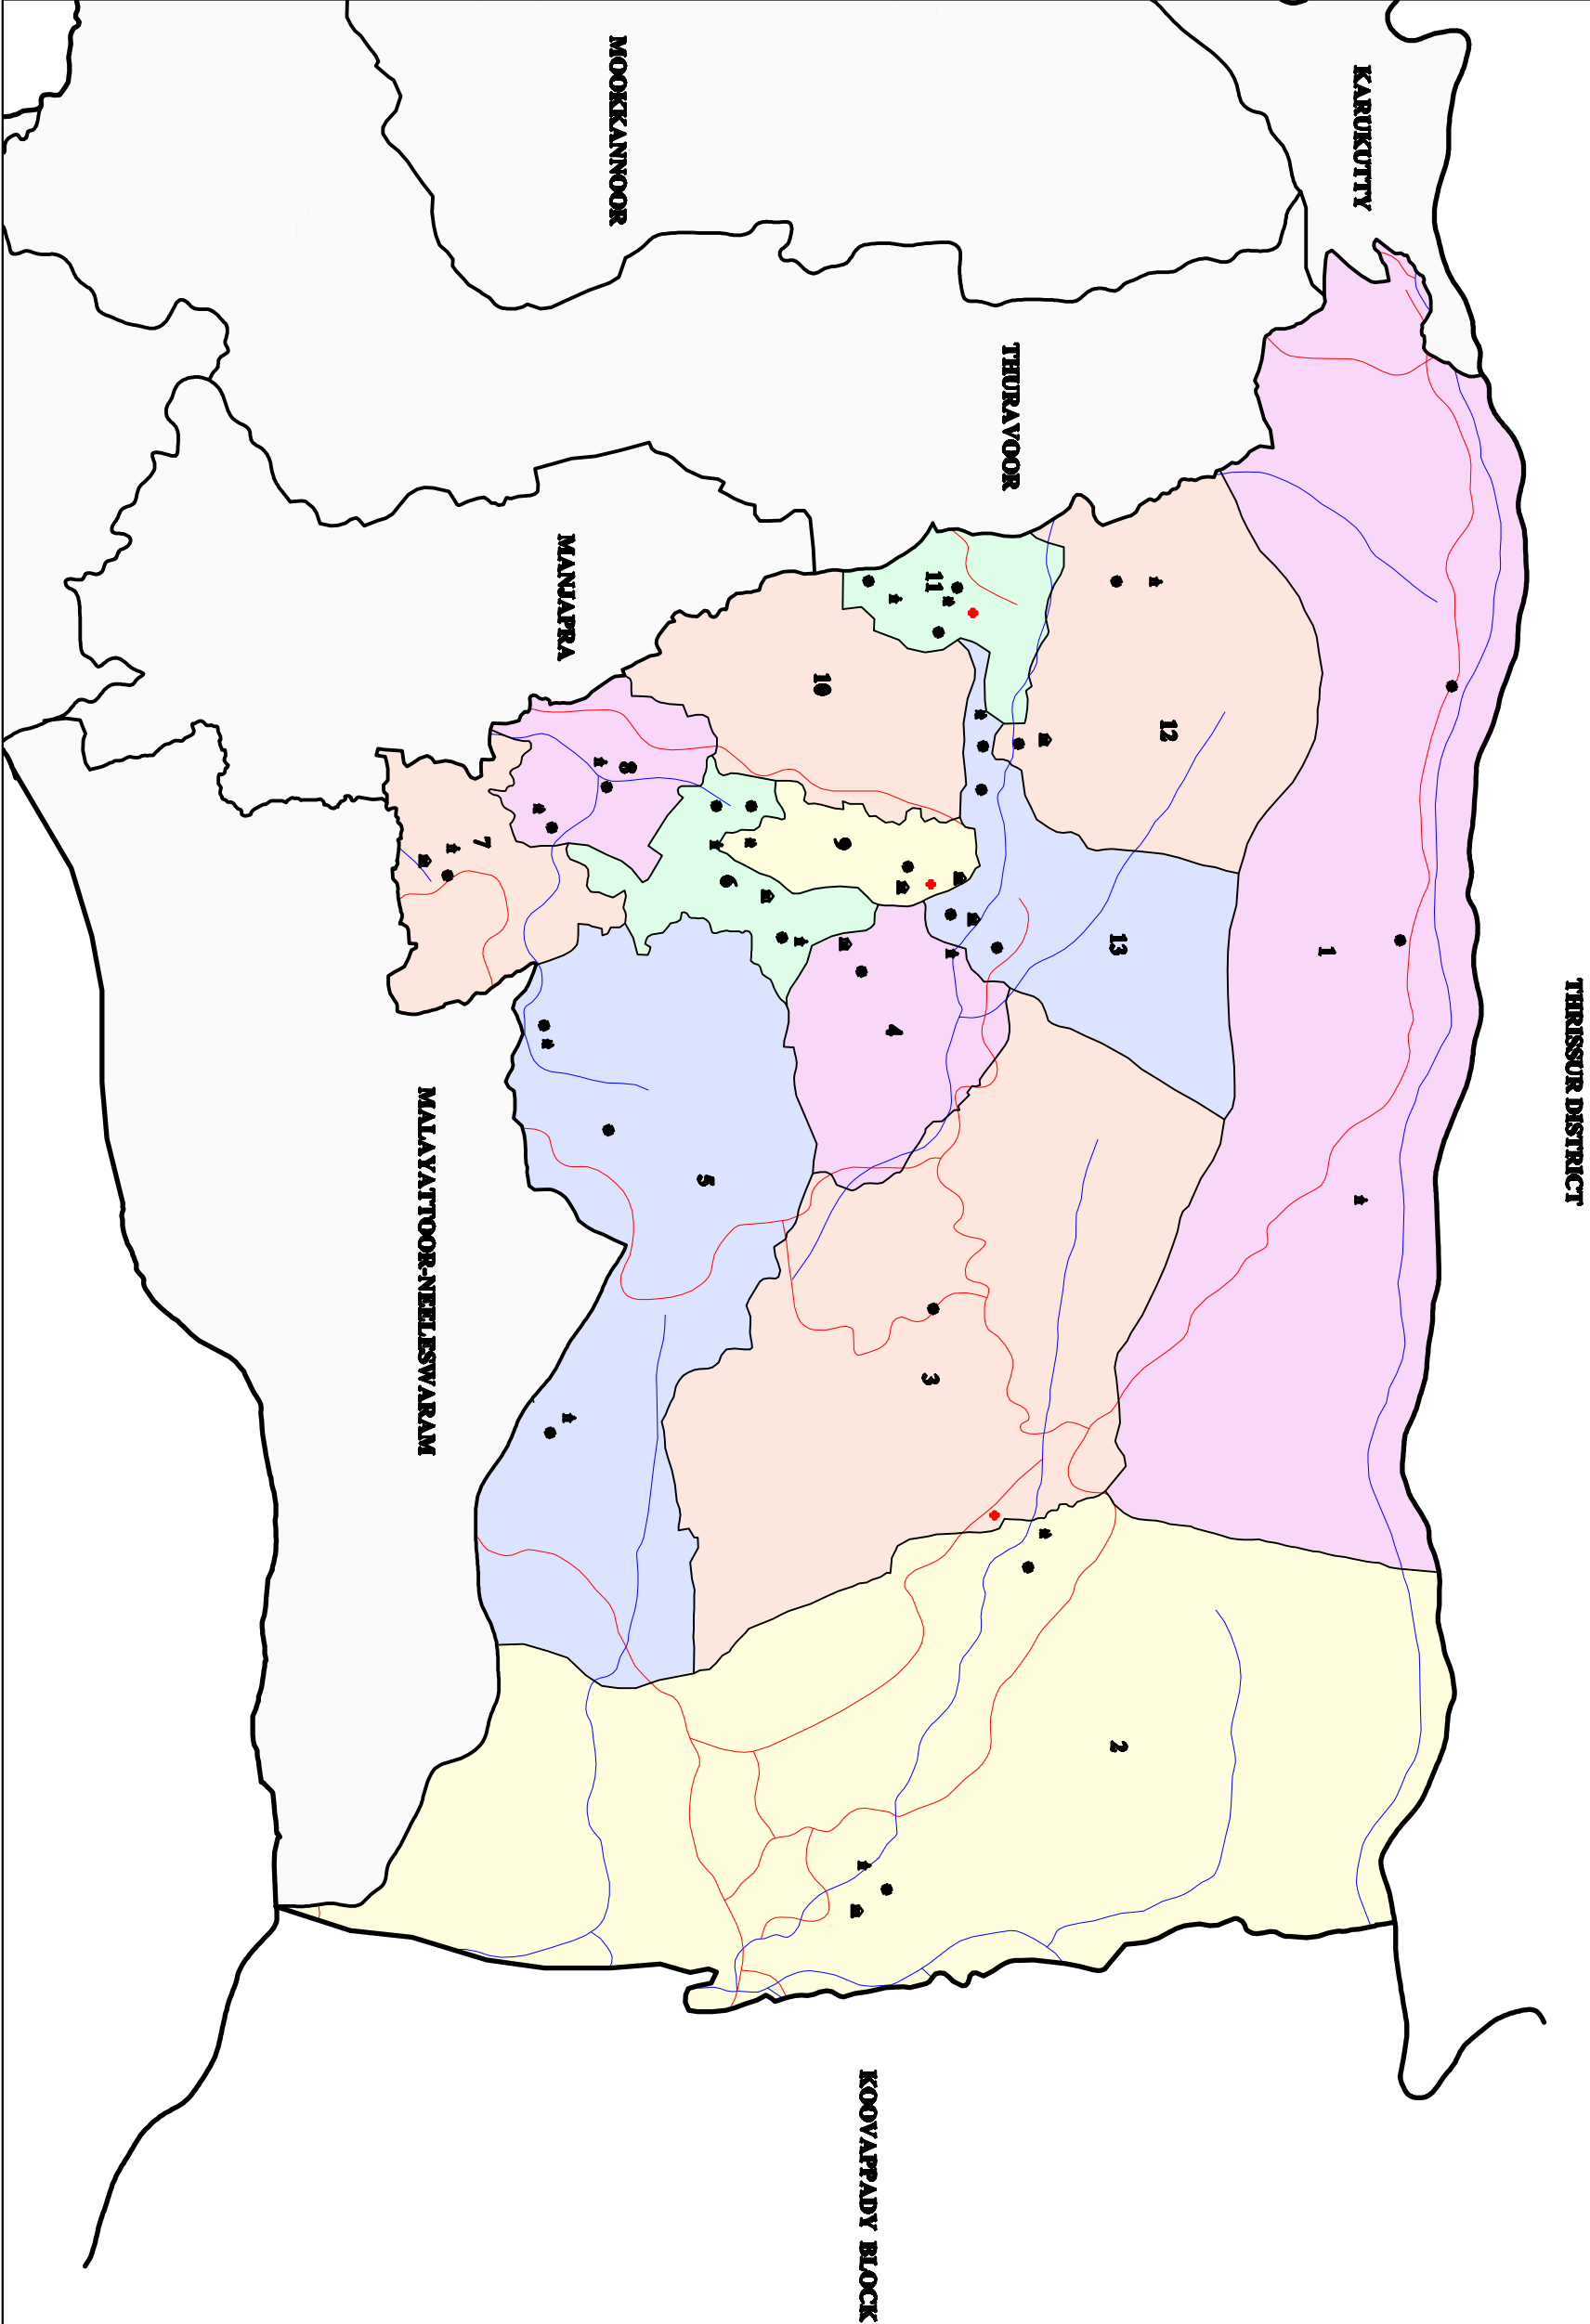 THRISSUR DISTRICT
KARUKUTTY
1
12
13
2
THURAVOOR
11
3
4
10
9
KOOVAPPADY BLOCK
6
5
8
7
MOOKKANNOOR
MANJAPRA
MALAYATTOOR-NEELESWARAM